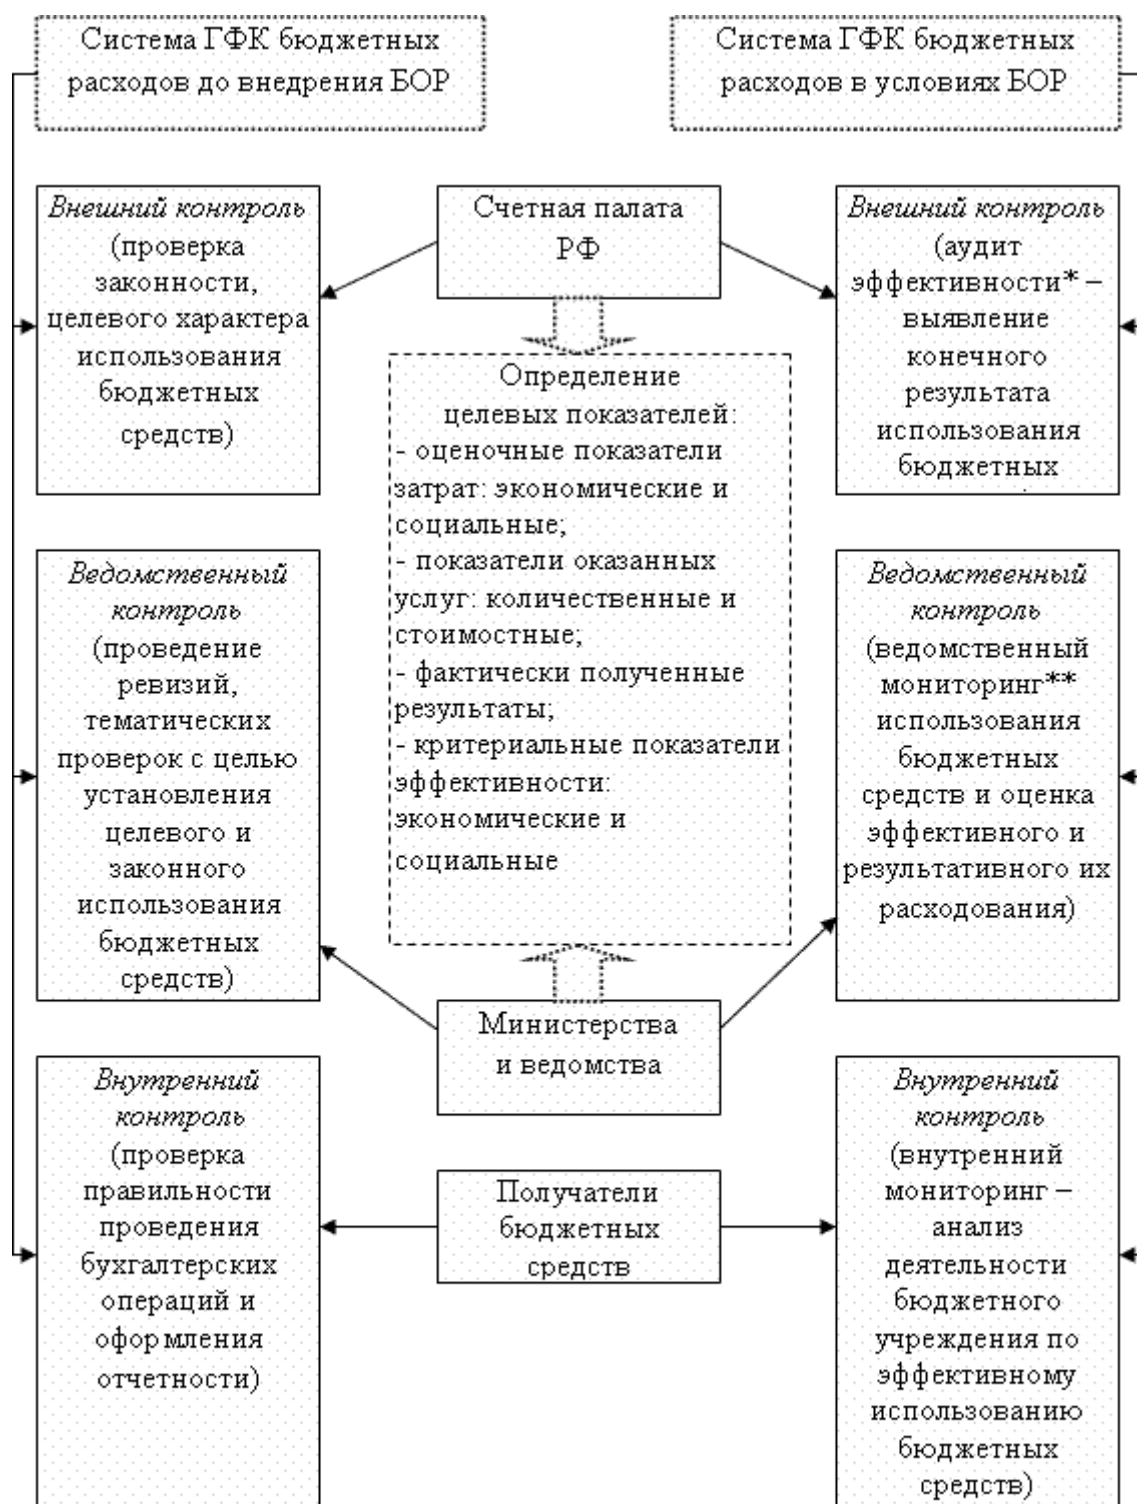 Система ГФК бюджетных
расходов до внедрения БОР
Система ГФК бюджетных
расходов в условиях БОР
Внешний контроль
(проверка
законности,
целевого характера
использования
бюджетных
средств)
Счетная палата
РФ
Внешний контроль
(аудит
эффективности* –
выявление
конечного
результата
использования
бюджетных
Определение
целевых показателей:
- оценочные показатели
затрат: экономические и
социальные;
- показатели оказанных
услуг: количественные и
стоимостные;
- фактически полученные
результаты;
- критериальные показатели
эффективности:
экономические и
социальные
Ведомственный
контроль
(проведение
ревизий,
тематических
проверок с целью
установления
целевого и
законного
использования
бюджетных
средств)
Ведомственный
контроль
(ведомственный
мониторинг**
использования
бюджетных
средств и оценка
эффективного и
результативного их
расходования)
Министерства
и ведомства
Внутренний
контроль
(проверка
правильности
проведения
бухгалтерских
операций и
оформления
отчетности)
Получатели
бюджетных
средств
Внутренний
контроль
(внутренний
мониторинг –
анализ
деятельности
бюджетного
учреждения по
эффективному
использованию
бюджетных
средств)